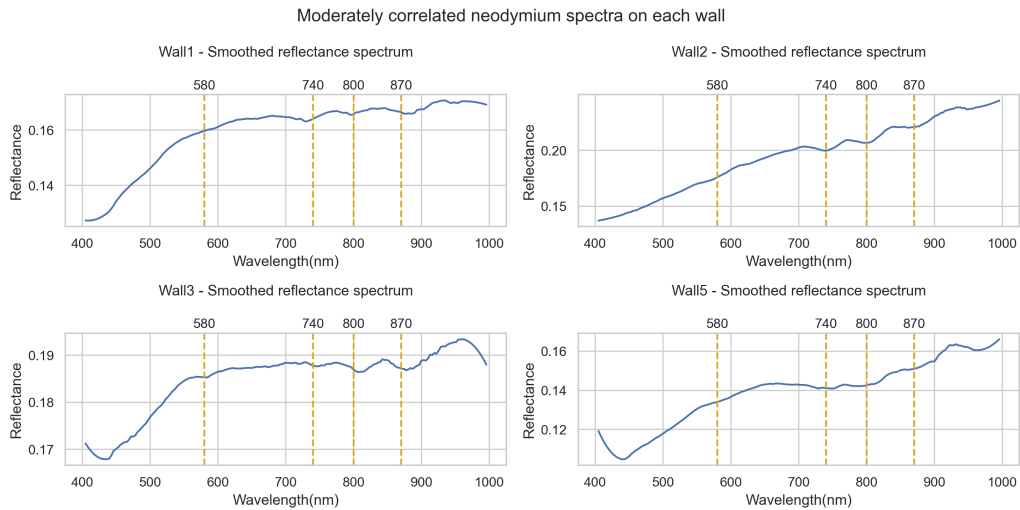 Moderately correlated neodymium spectra on each wall
Wall1 - Smoothed reflectance spectrum
580 740 800 870
Reflectance
0.16
0.14
400 500 600 700 800 900 1000
Wavelength(nm)
Wall2 - Smoothed reflectance spectrum
580 740 800 870
Reflectance
0.20
0.15
400 500 600 700 800 900 1000
Wavelength(nm)
Wall3 - Smoothed reflectance spectrum
580 740 800 870
Reflectance
0.19
0.18
0.17
400 500 600 700 800 900 1000
Wavelength(nm)
Wall5 - Smoothed reflectance spectrum
580 740 800 870
Reflectance
0.16
0.14
0.12
400 500 600 700 800 900 1000
Wavelength(nm)